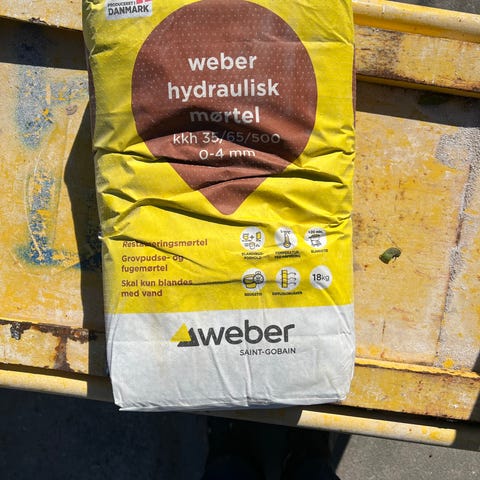 PRODUCERET I
DANMARK
weber
hydraulisk
mørtel
kkh 35/65/500
0-4 mm
Restaureringsmørtel
Grovpudse- og
fugemørtel
Skal kun blandes
med vand
18kg
weber
SAINT-GOBAIN